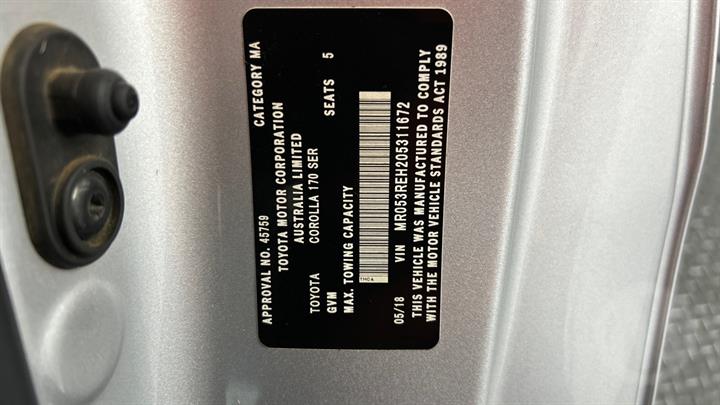 APPROVAL NO. 45759 CATEGORY MA
TOYOTA MOTOR CORPORATION
AUSTRALIA LIMITED
TOYOTA COROLLA 170 SER
GVM SEATS 5
MAX. TOWING CAPACITY
THCA
05/18 VIN MR053REH205311672
THIS VEHICLE WAS MANUFACTURED TO COMPLY
WITH THE MOTOR VEHICLE STANDARDS ACT 1989